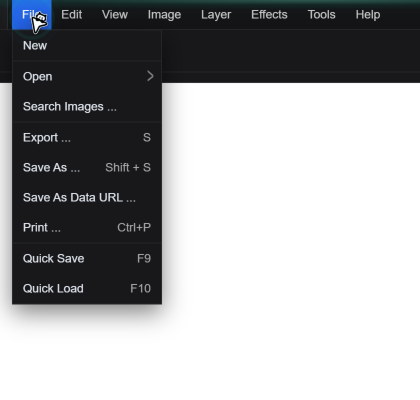 File Edit View Image Layer Effects Tools Help
New
Open
Search Images ...
Export ... S
Save As ... Shift + S
Save As Data URL ...
Print ... Ctrl+P
Quick Save F9
Quick Load F10